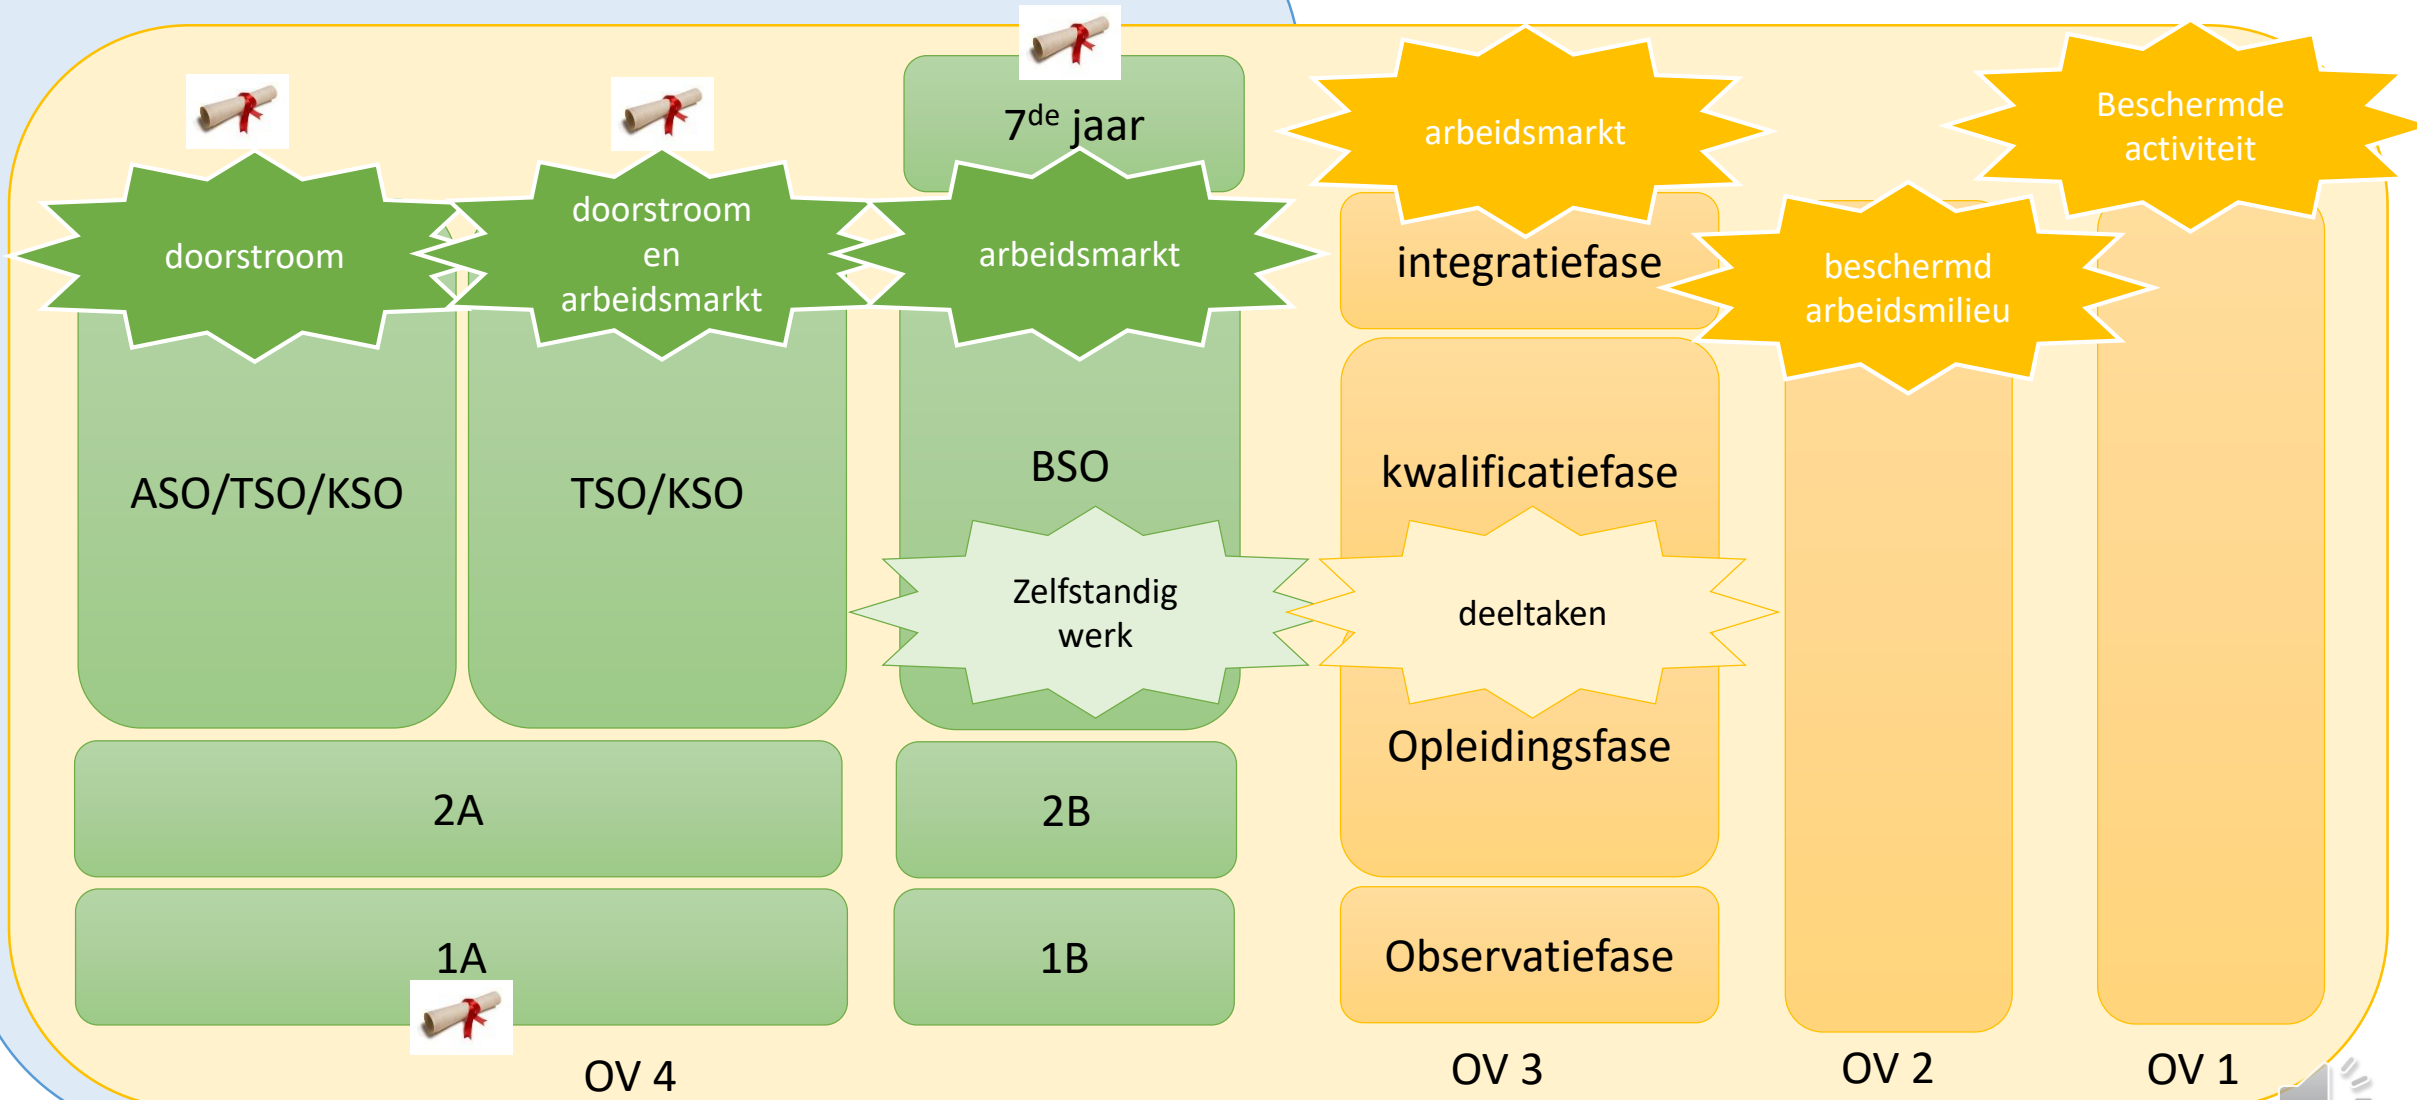 7de jaar
arbeidsmarkt
Beschermde
activiteit
doorstroom
doorstroom
en
arbeidsmarkt
arbeidsmarkt
integratiefase
beschermd
arbeidsmilieu
ASO/TSO/KSO
TSO/KSO
BSO
kwalificatiefase
Zelfstandig
werk
deeltaken
Opleidingsfase
2A
2B
1A
1B
Observatiefase
OV 4
OV 3
OV 2
OV 1